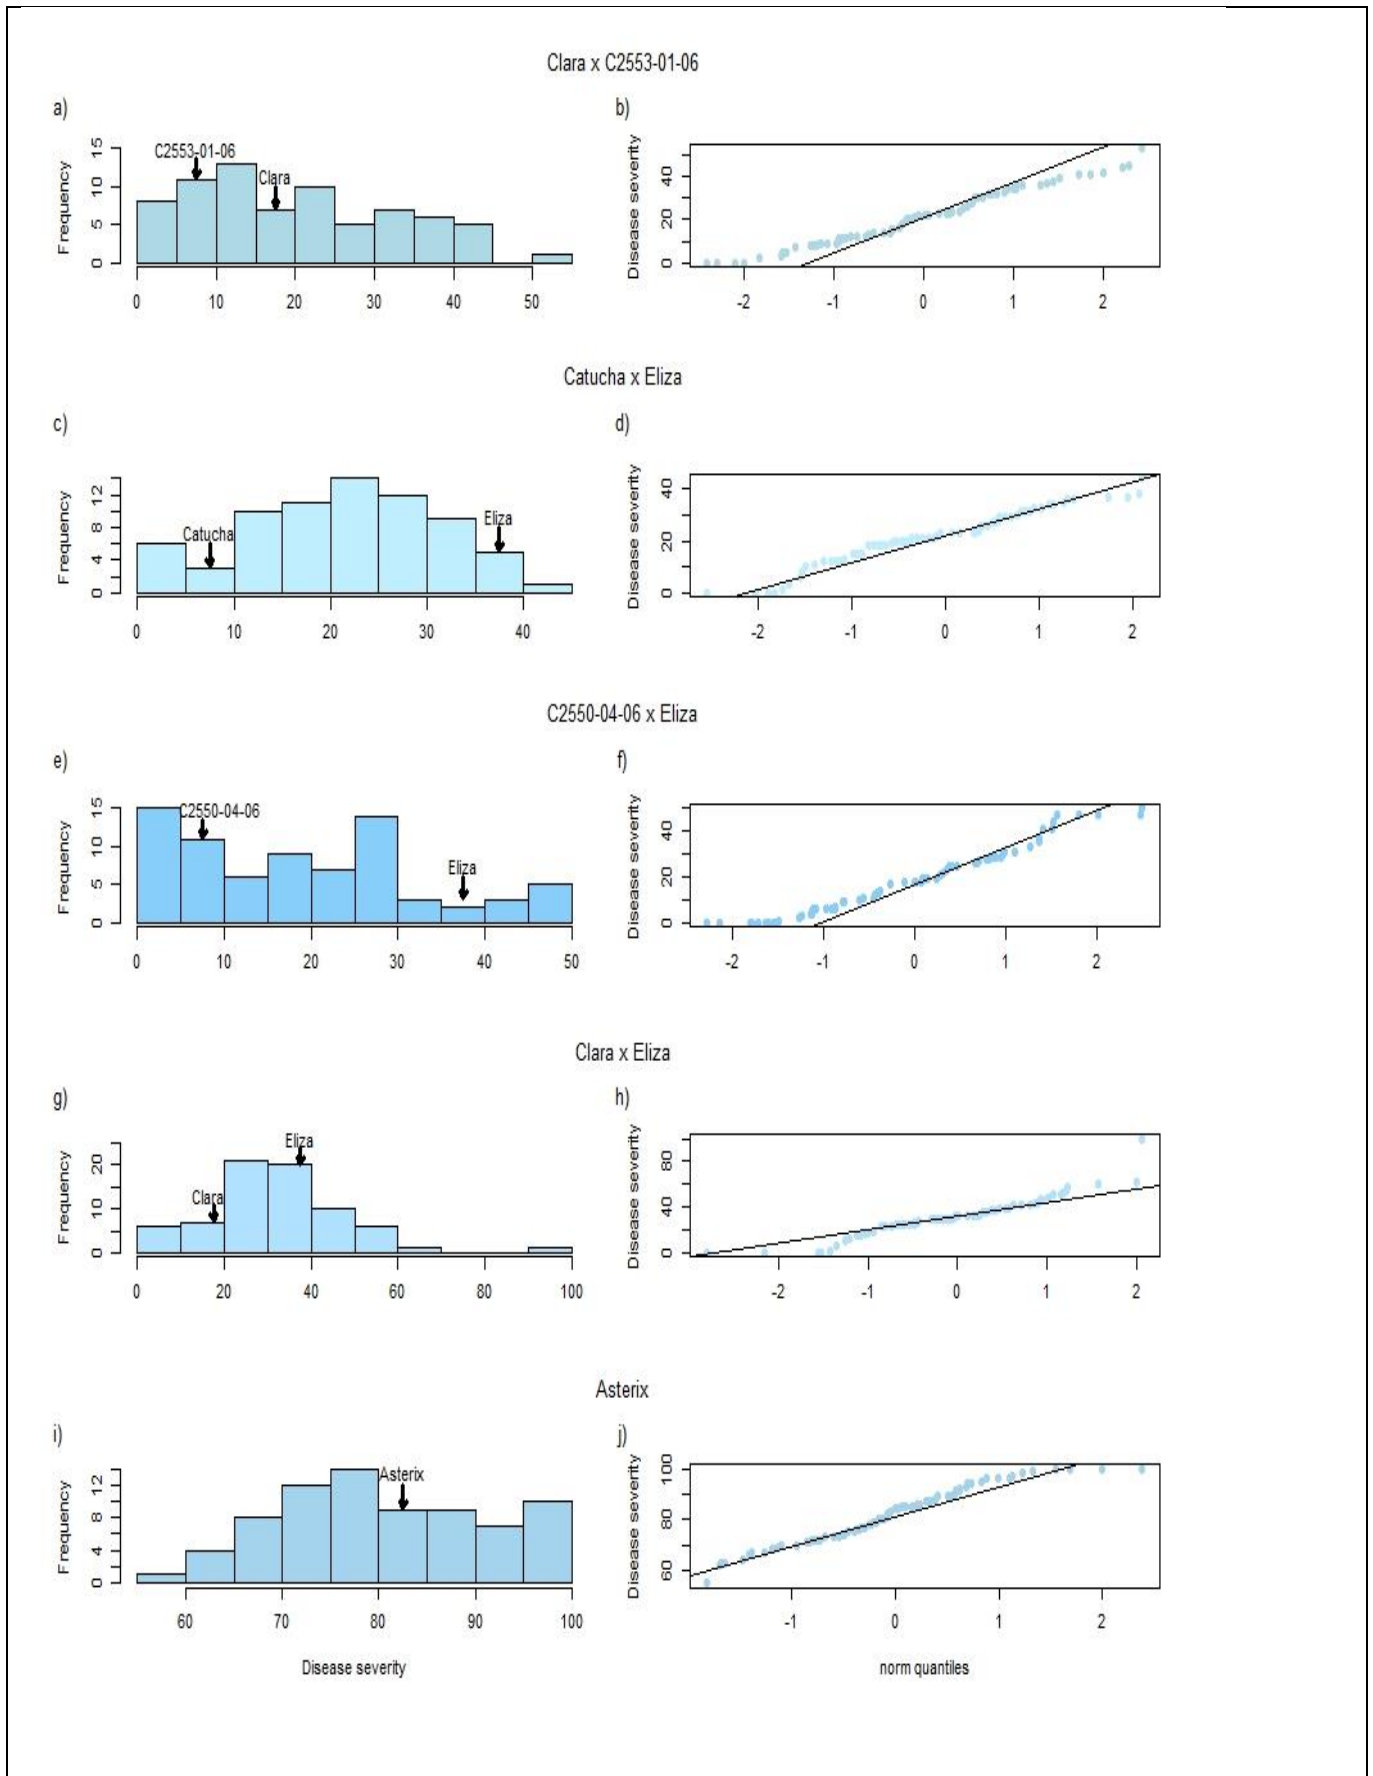 Clara x C2553-01-06
a)
b)
Frequency
0 5 10 15
C2553-01-06
Clara
0 10 20 30 40 50
Disease severity
0 20 40
-2 -1 0 1 2
Catucha x Eliza
c)
d)
Frequency
0 4 8 12
Catucha
Eliza
0 10 20 30 40
Disease severity
0 20 40
-2 -1 0 1 2
C2550-04-06 x Eliza
e)
f)
Frequency
0 5 10 15
C2550-04-06
Eliza
0 10 20 30 40 50
Disease severity
0 20 40
-2 -1 0 1 2
Clara x Eliza
g)
h)
Frequency
0 10 20
Clara
Eliza
0 20 40 60 80 100
Disease severity
0 40 80
-2 -1 0 1 2
Asterix
i)
j)
Frequency
0 4 8 12
Asterix
60 70 80 90 100
Disease severity
Disease severity
60 80 100
-1 0 1 2
norm quantiles